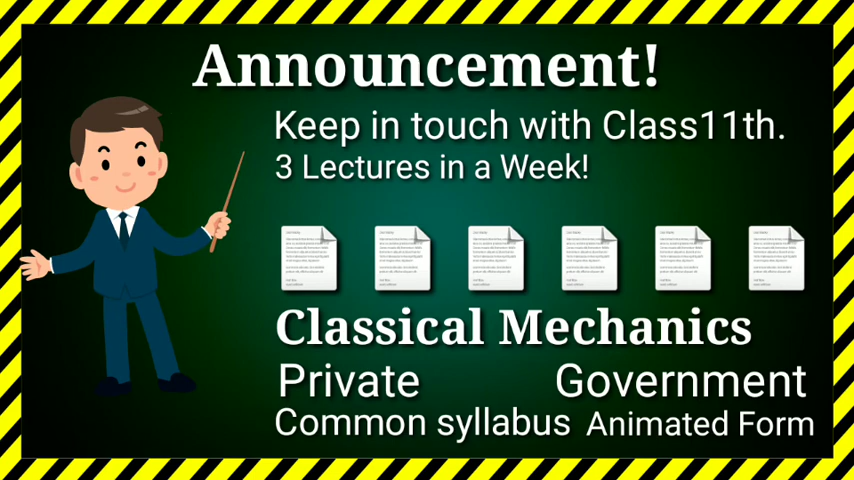 Announcement!
Keep in touch with Class11th.
3 Lectures in a Week!
Classical Mechanics
Private Government
Common syllabus Animated Form